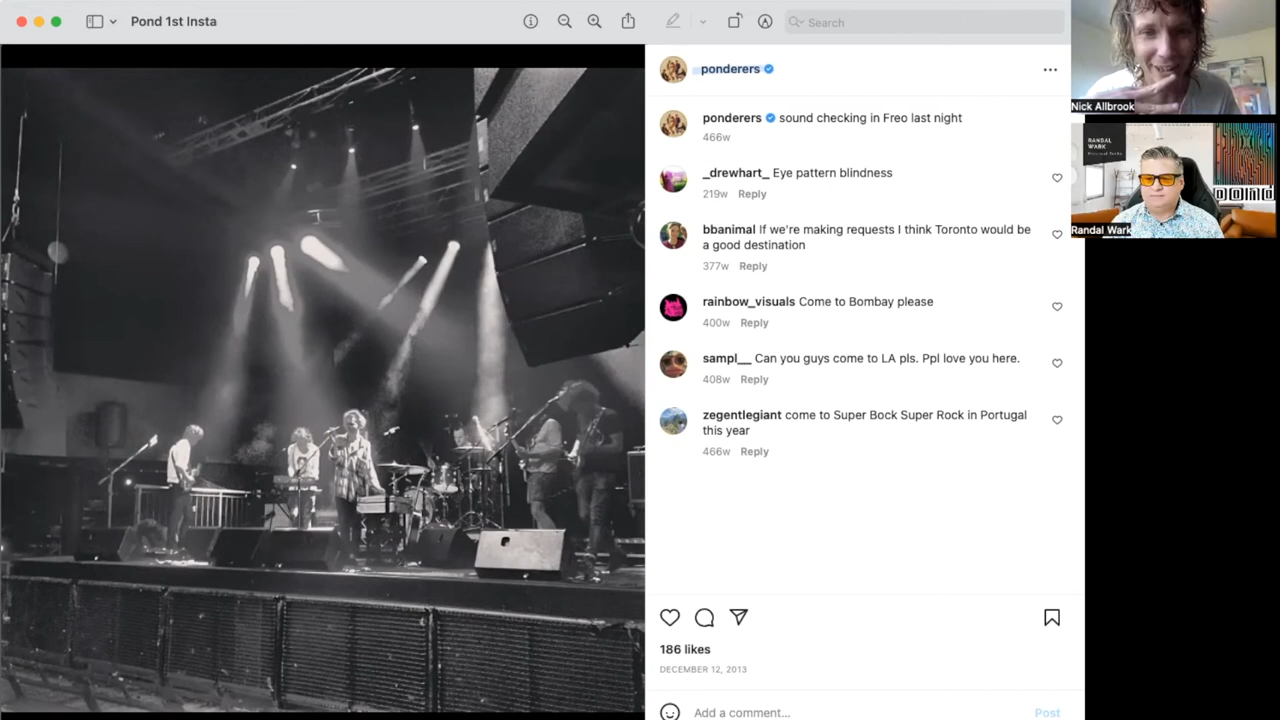 Pond 1st Insta
Search
ponderers
ponderers sound checking in Freo last night
466w
_drewhart_ Eye pattern blindness
219w Reply
bbanimal If we're making requests I think Toronto would be
a good destination
377w Reply
rainbow_visuals Come to Bombay please
400w Reply
sampl__ Can you guys come to LA pls. Ppl love you here.
408w Reply
zegentlegiant come to Super Bock Super Rock in Portugal
this year
466w Reply
186 likes
DECEMBER 12, 2013
Add a comment...
Post
Nick Allbrook
RANDAL
WARK
Randal Wark